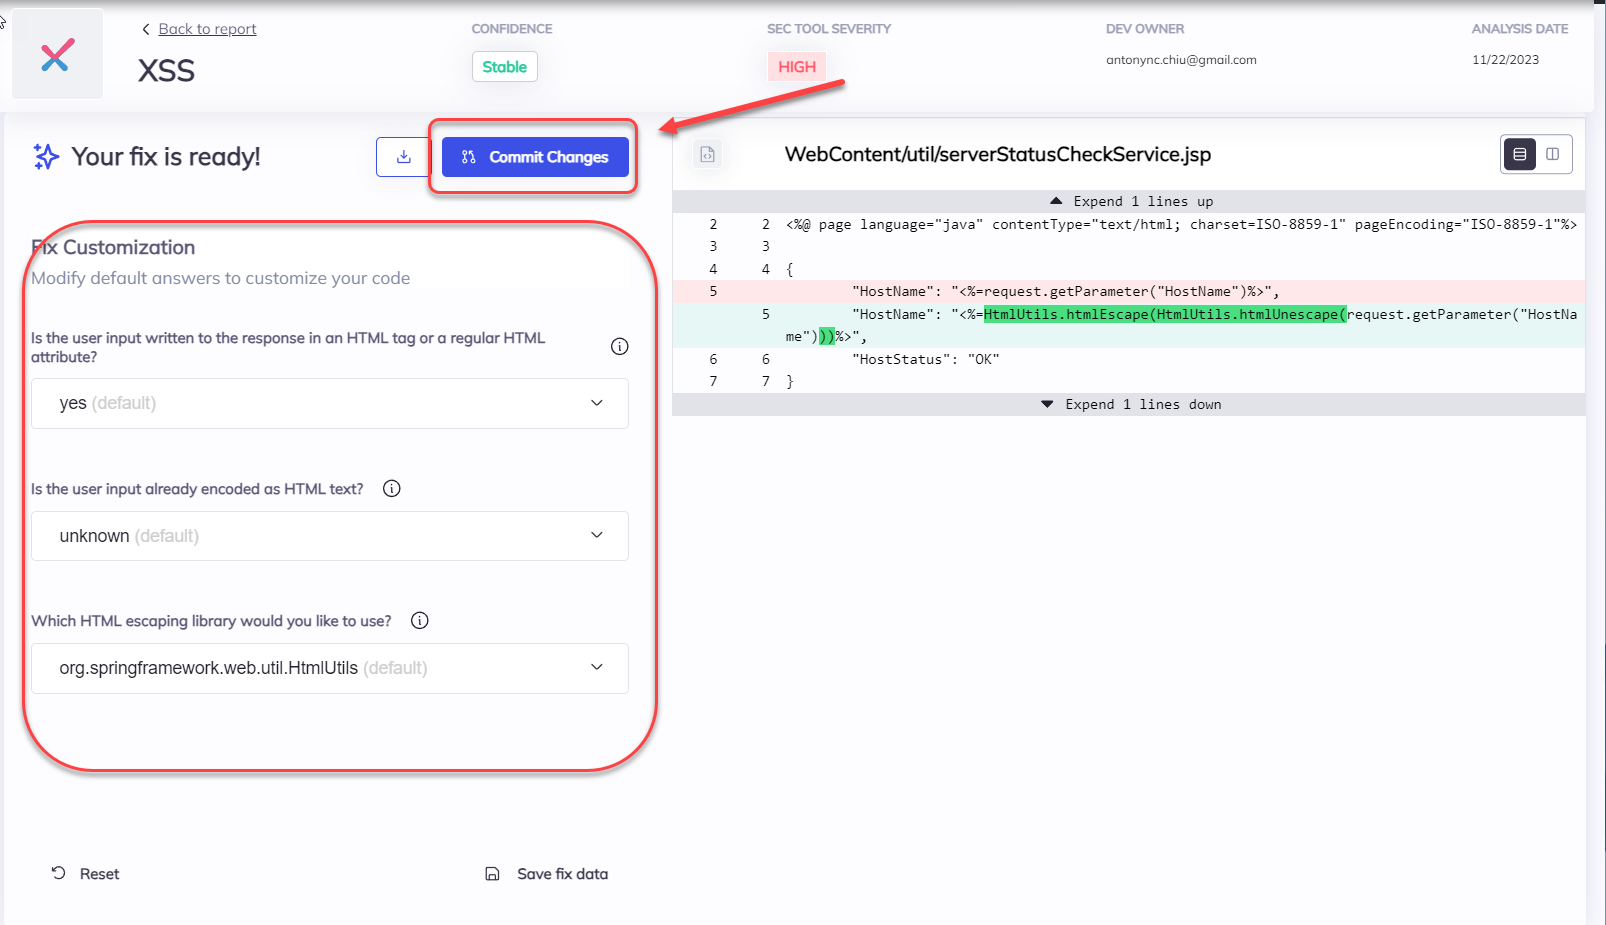 Back to report
XSS
CONFIDENCE
Stable
SEC TOOL SEVERITY
HIGH
DEV OWNER
antonync.chiu@gmail.com
ANALYSIS DATE
11/22/2023
Your fix is ready!
Commit Changes
Fix Customization
Modify default answers to customize your code
Is the user input written to the response in an HTML tag or a regular HTML
attribute?
yes (default)
Is the user input already encoded as HTML text?
unknown (default)
Which HTML escaping library would you like to use?
org.springframework.web.util.HtmlUtils (default)
Reset
Save fix data
WebContent/util/serverStatusCheckService.jsp
Expend 1 lines up
2 2 <%@ page language="java" contentType="text/html; charset=ISO-8859-1" pageEncoding="ISO-8859-1"%>
3 3
4 4 {
5 "HostName": "<%=request.getParameter("HostName")%>",
5 "HostName": "<%=HtmlUtils.htmlEscape(HtmlUtils.htmlUnescape(request.getParameter("HostNa
me")))%>",
6 6 "HostStatus": "OK"
7 7 }
Expend 1 lines down